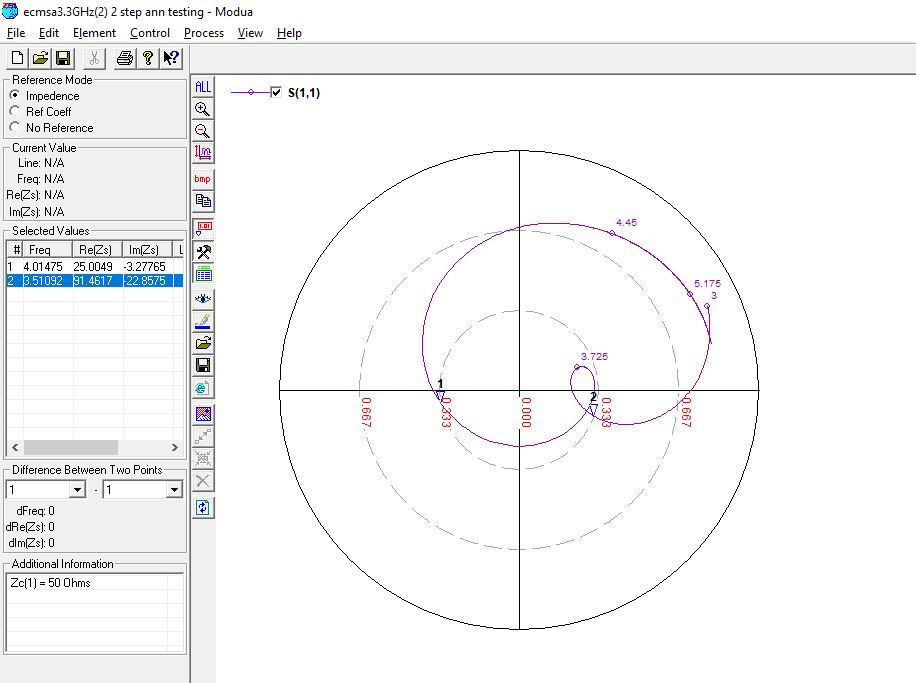 ecmsa3.3GHz(2) 2 step ann testing - Modua
File Edit Element Control Process View Help
Reference Mode
Impedence
Ref Coeff
No Reference
Current Value
Line: N/A
Freq: N/A
Re(Zs): N/A
Im(Zs): N/A
Selected Values
# Freq Re(Zs) Im(Zs) L
1 4.01475 25.0049 -3.27765
2 3.51092 91.4617 -22.8575
Difference Between Two Points
1 - 1
dFreq: 0
dRe(Zs): 0
dIm(Zs): 0
Additional Information
Zc(1) = 50 Ohms
ALL
bmp
1.01
S(1,1)
4.45
5.175
3
3.725
1
2
0.667
0.333
0.000
0.333
0.667